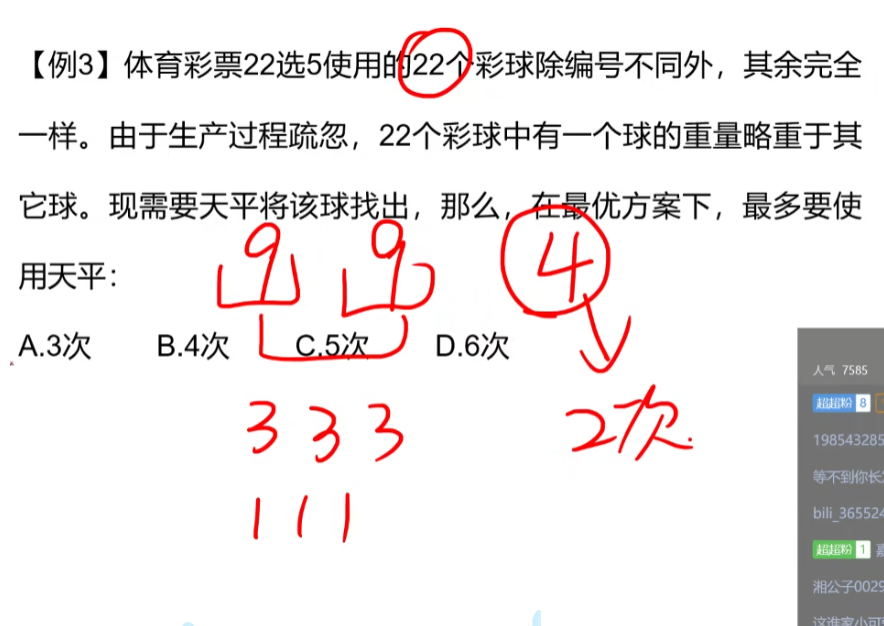 【例3】体育彩票22选5使用的22个彩球除编号不同外，其余完全
一样。由于生产过程疏忽，22个彩球中有一个球的重量略重于其
它球。现需要天平将该球找出，那么，在最优方案下，最多要使
用天平：
9 9 4
A.3次 B.4次 C.5次 D.6次
3 3 3 2次.
1 1 1
人气 7585
超超粉 8
198543285
等不到你长
bili_36552
超超粉 1
湘公子0029
这淮家小可